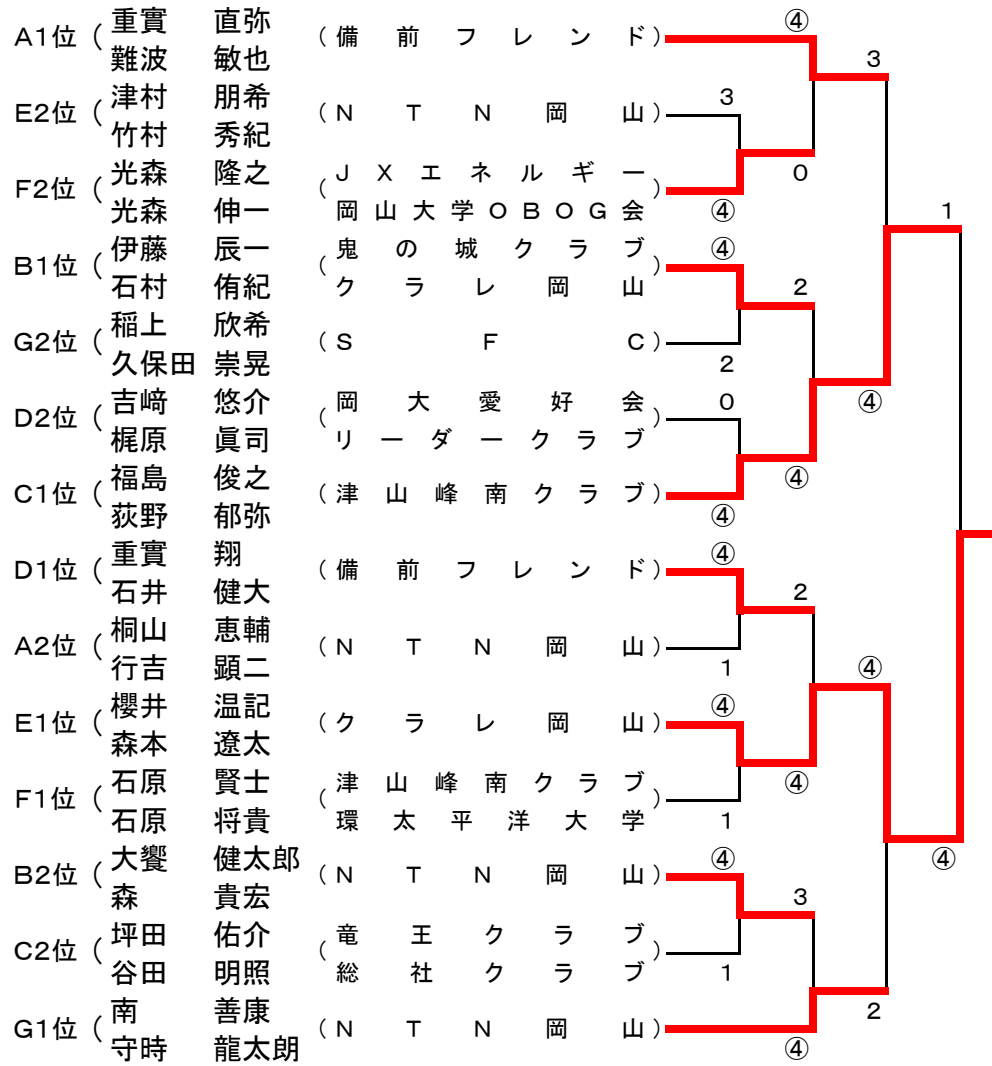 重實 直弥 ④
A1位 ( ( 備 前 フ レ ン ド )
難波 敏也 3
津村 朋希 3
E2位 ( ( N T N 岡 山 )
竹村 秀紀
光森 隆之 J X エ ネ ル ギ ー 0
F2位 ( (
光森 伸一 岡 山 大 学 O B O G 会 ④ 1
伊藤 辰一 鬼 の 城 ク ラ ブ ④
B1位 ( ( )
石村 侑紀 ク ラ レ 岡 山 2
稲上 欣希
G2位 ( ( S F C )
久保田 崇晃 2
吉﨑 悠介 岡 大 愛 好 会 0 ④
D2位 ( ( )
梶原 眞司 リ ー ダ ー ク ラ ブ
福島 俊之 ④
C1位 ( ( 津 山 峰 南 ク ラ ブ )
荻野 郁弥 ④
重實 翔 ④
D1位 ( ( 備 前 フ レ ン ド )
石井 健大 2
桐山 恵輔
A2位 ( ( N T N 岡 山 )
行吉 顕二 1 ④
櫻井 温記 ④
E1位 ( ( ク ラ レ 岡 山 )
森本 遼太
石原 賢士 津 山 峰 南 ク ラ ブ ④
F1位 ( ( )
石原 将貴 環 太 平 洋 大 学 1
大饗 健太郎 ④ ④
B2位 ( ( N T N 岡 山 )
森 貴宏 3
坪田 佑介 竜 王 ク ラ ブ
C2位 ( ( )
谷田 明照 総 社 ク ラ ブ 1
南 善康 2
G1位 ( ( N T N 岡 山 )
守時 龍太朗 ④